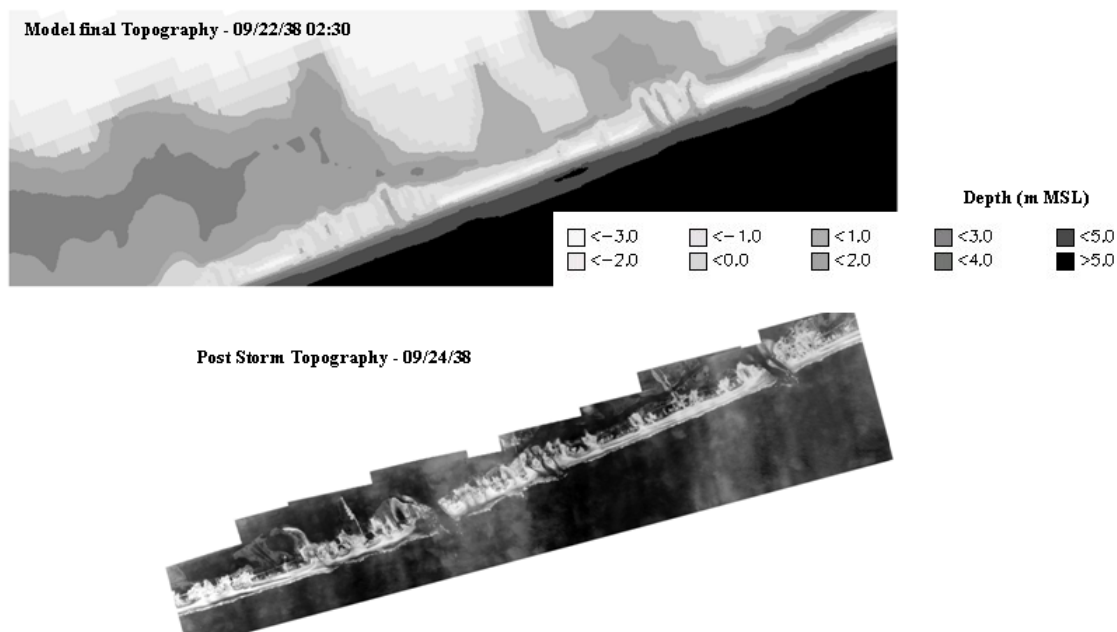 Model final Topography - 09/22/38 02:30
Depth (m MSL)
<-3.0 <-1.0 <1.0 <3.0 <5.0
<-2.0 <0.0 <2.0 <4.0 >5.0
Post Storm Topography - 09/24/38